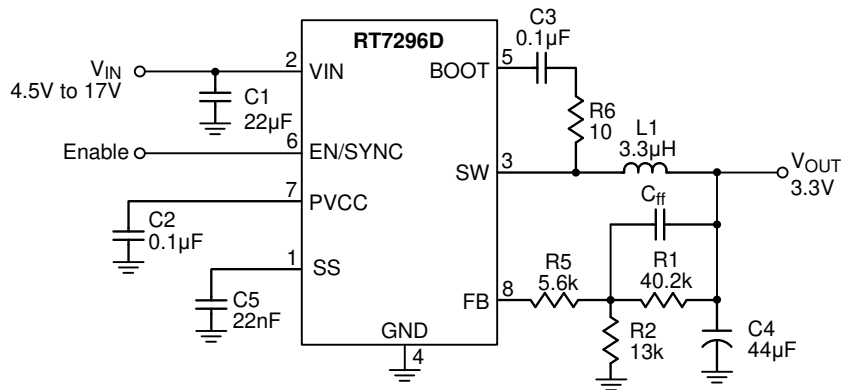 RT7296D
C3
0.1µF
2
5
VIN
4.5V to 17V
VIN
BOOT
C1
22µF
R6
10
L1
3.3µH
6
Enable
EN/SYNC
SW
3
VOUT
3.3V
7
PVCC
Cff
C2
0.1µF
1
SS
R5
5.6k
R1
40.2k
C5
22nF
FB
8
R2
13k
C4
44µF
GND
4